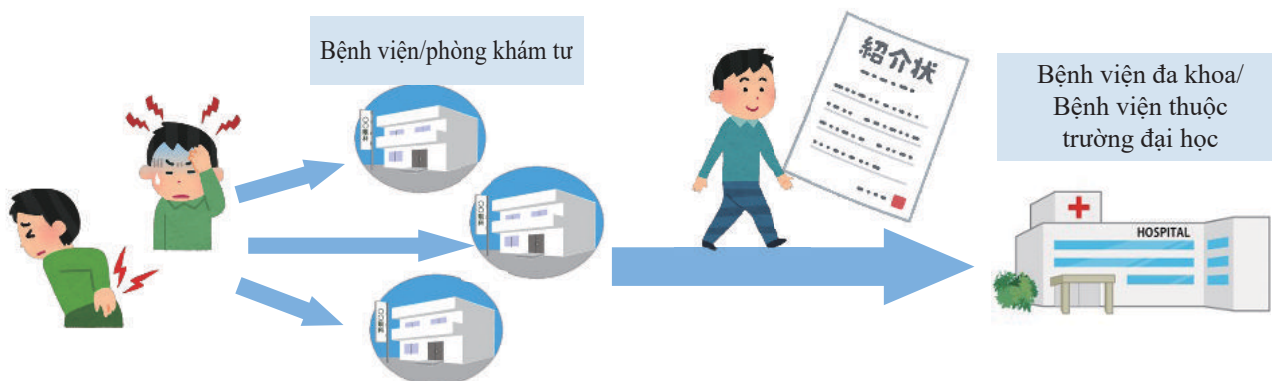 Bệnh viện/phòng khám tư
紹介状
Bệnh viện đa khoa/
Bệnh viện thuộc
trường đại học
HOSPITAL